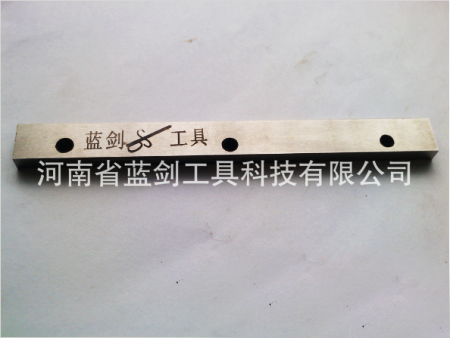 蓝剑 工具
河南省蓝剑工具科技有限公司